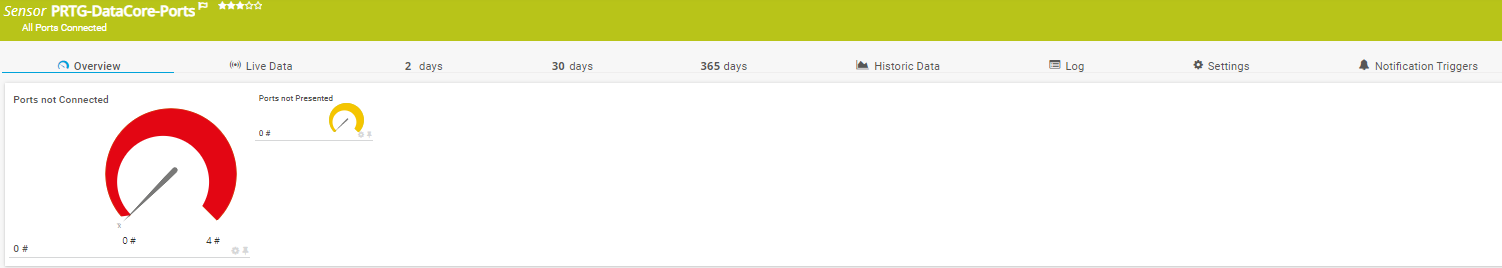 Sensor PRTG-DataCore-Ports
All Ports Connected
Overview
Live Data
2 days
30 days
365 days
Historic Data
Log
Settings
Notification Triggers
Ports not Connected
x
0 #
4 #
0 #
Ports not Presented
0 #